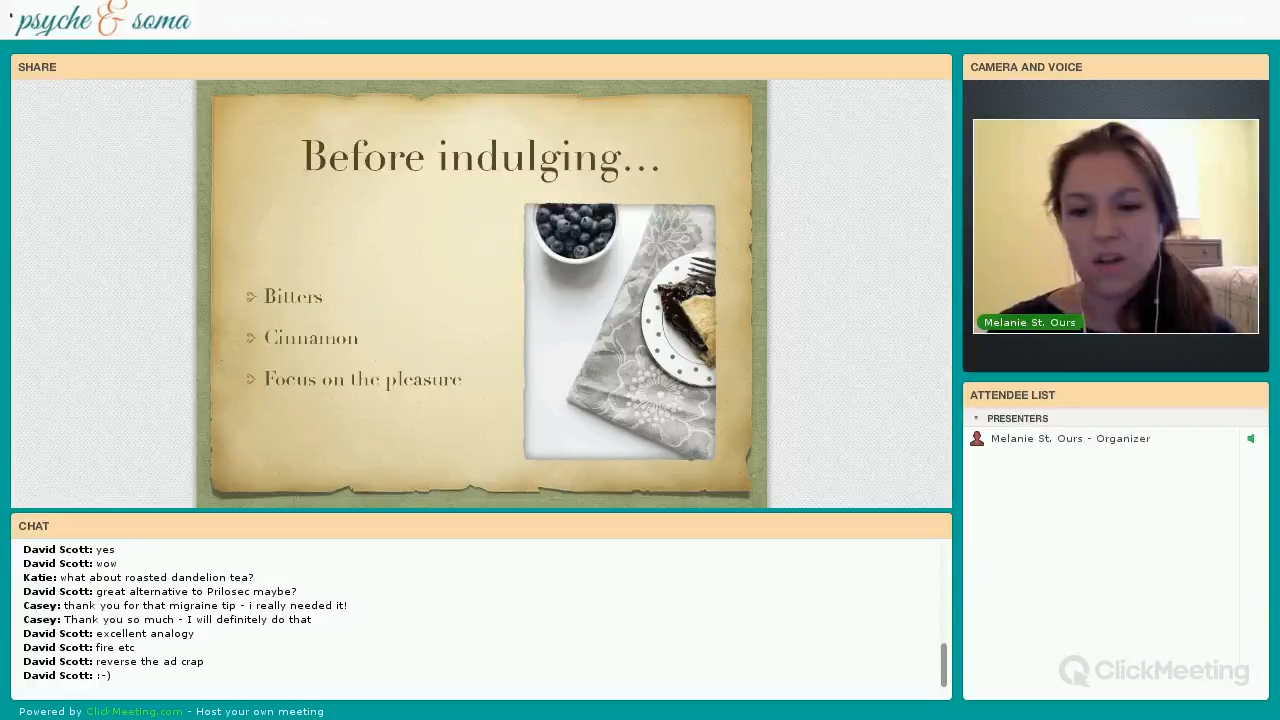 psyche & soma
SHARE
Before indulging...
Bitters
Cinnamon
Focus on the pleasure
CHAT
David Scott: yes
David Scott: wow
Katie: what about roasted dandelion tea?
David Scott: great alternative to Prilosec maybe?
Casey: thank you for that migraine tip - i really needed it!
Casey: Thank you so much - I will definitely do that
David Scott: excellent analogy
David Scott: fire etc
David Scott: reverse the ad crap
David Scott: :-)
CAMERA AND VOICE
Melanie St. Ours
ATTENDEE LIST
PRESENTERS
Melanie St. Ours - Organizer
ClickMeeting
Powered by ClickMeeting.com - Host your own meeting